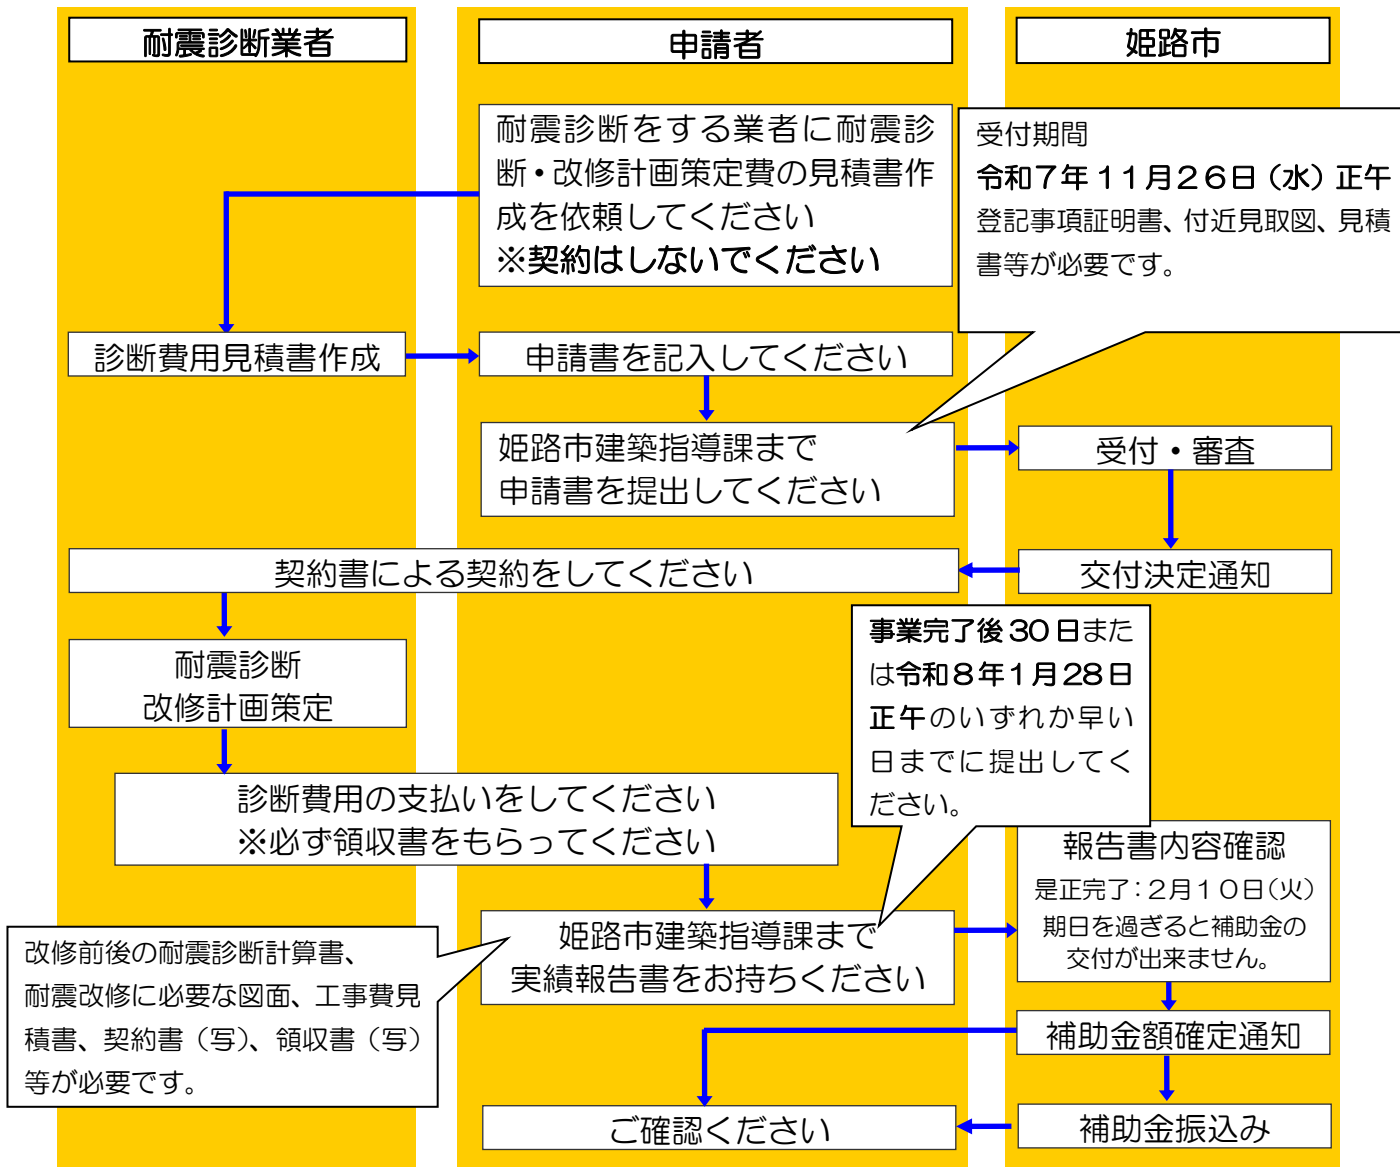 耐震診断業者
申請者
姫路市
耐震診断をする業者に耐震診
断・改修計画策定費の見積書作
成を依頼してください
※契約はしないでください
受付期間
令和７年１１月２６日（水）正午
登記事項証明書、付近見取図、見積
書等が必要です。
診断費用見積書作成
申請書を記入してください
姫路市建築指導課まで
申請書を提出してください
受付・審査
契約書による契約をしてください
交付決定通知
耐震診断
改修計画策定
事業完了後３０日また
は令和８年１月２８日
正午のいずれか早い
日までに提出してく
ださい。
診断費用の支払いをしてください
※必ず領収書をもらってください
報告書内容確認
是正完了：２月１０日（火）
期日を過ぎると補助金の
交付が出来ません。
姫路市建築指導課まで
実績報告書をお持ちください
改修前後の耐震診断計算書、
耐震改修に必要な図面、工事費見
積書、契約書（写）、領収書（写）
等が必要です。
補助金額確定通知
ご確認ください
補助金振込み